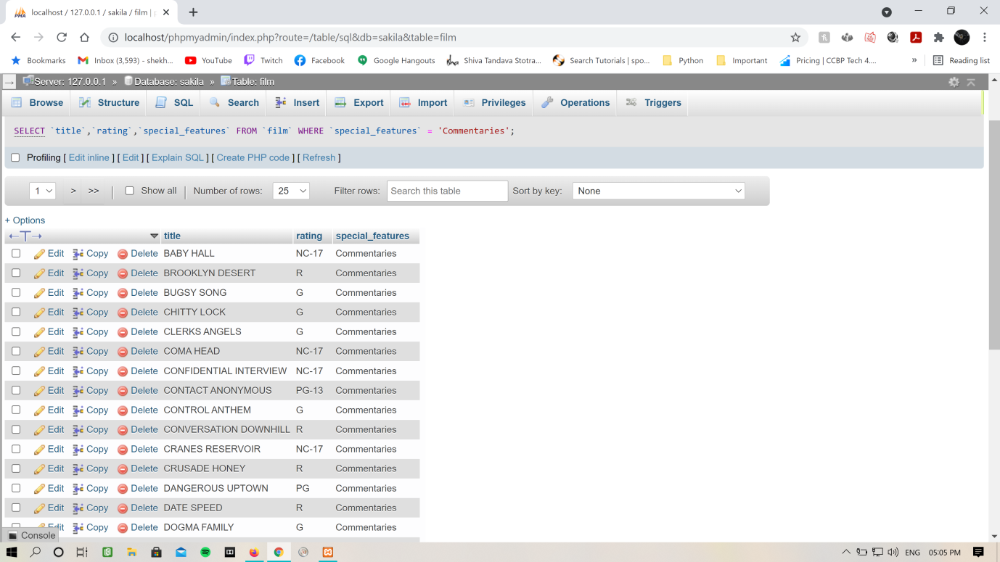 localhost / 127.0.0.1 / sakila / film |
localhost/phpmyadmin/index.php?route=/table/sql&db=sakila&table=film
Bookmarks Inbox (3,593) - shekh... YouTube Twitch Facebook Google Hangouts Shiva Tandava Stotra... Search Tutorials | spo... Python Important Pricing | CCBP Tech 4.... » Reading list
Server: 127.0.0.1 » Database: sakila » Table: film
Browse Structure SQL Search Insert Export Import Privileges Operations Triggers
SELECT `title`,`rating`,`special_features` FROM `film` WHERE `special_features` = 'Commentaries';
Profiling [ Edit inline ] [ Edit ] [ Explain SQL ] [ Create PHP code ] [ Refresh ]
1 > >> | Show all | Number of rows: 25 Filter rows: Search this table Sort by key: None
+ Options
←T→ title rating special_features
Edit Copy Delete BABY HALL NC-17 Commentaries
Edit Copy Delete BROOKLYN DESERT R Commentaries
Edit Copy Delete BUGSY SONG G Commentaries
Edit Copy Delete CHITTY LOCK G Commentaries
Edit Copy Delete CLERKS ANGELS G Commentaries
Edit Copy Delete COMA HEAD NC-17 Commentaries
Edit Copy Delete CONFIDENTIAL INTERVIEW NC-17 Commentaries
Edit Copy Delete CONTACT ANONYMOUS PG-13 Commentaries
Edit Copy Delete CONTROL ANTHEM G Commentaries
Edit Copy Delete CONVERSATION DOWNHILL R Commentaries
Edit Copy Delete CRANES RESERVOIR NC-17 Commentaries
Edit Copy Delete CRUSADE HONEY R Commentaries
Edit Copy Delete DANGEROUS UPTOWN PG Commentaries
Edit Copy Delete DATE SPEED R Commentaries
Edit Copy Delete DOGMA FAMILY G Commentaries
Console
ENG 05:05 PM